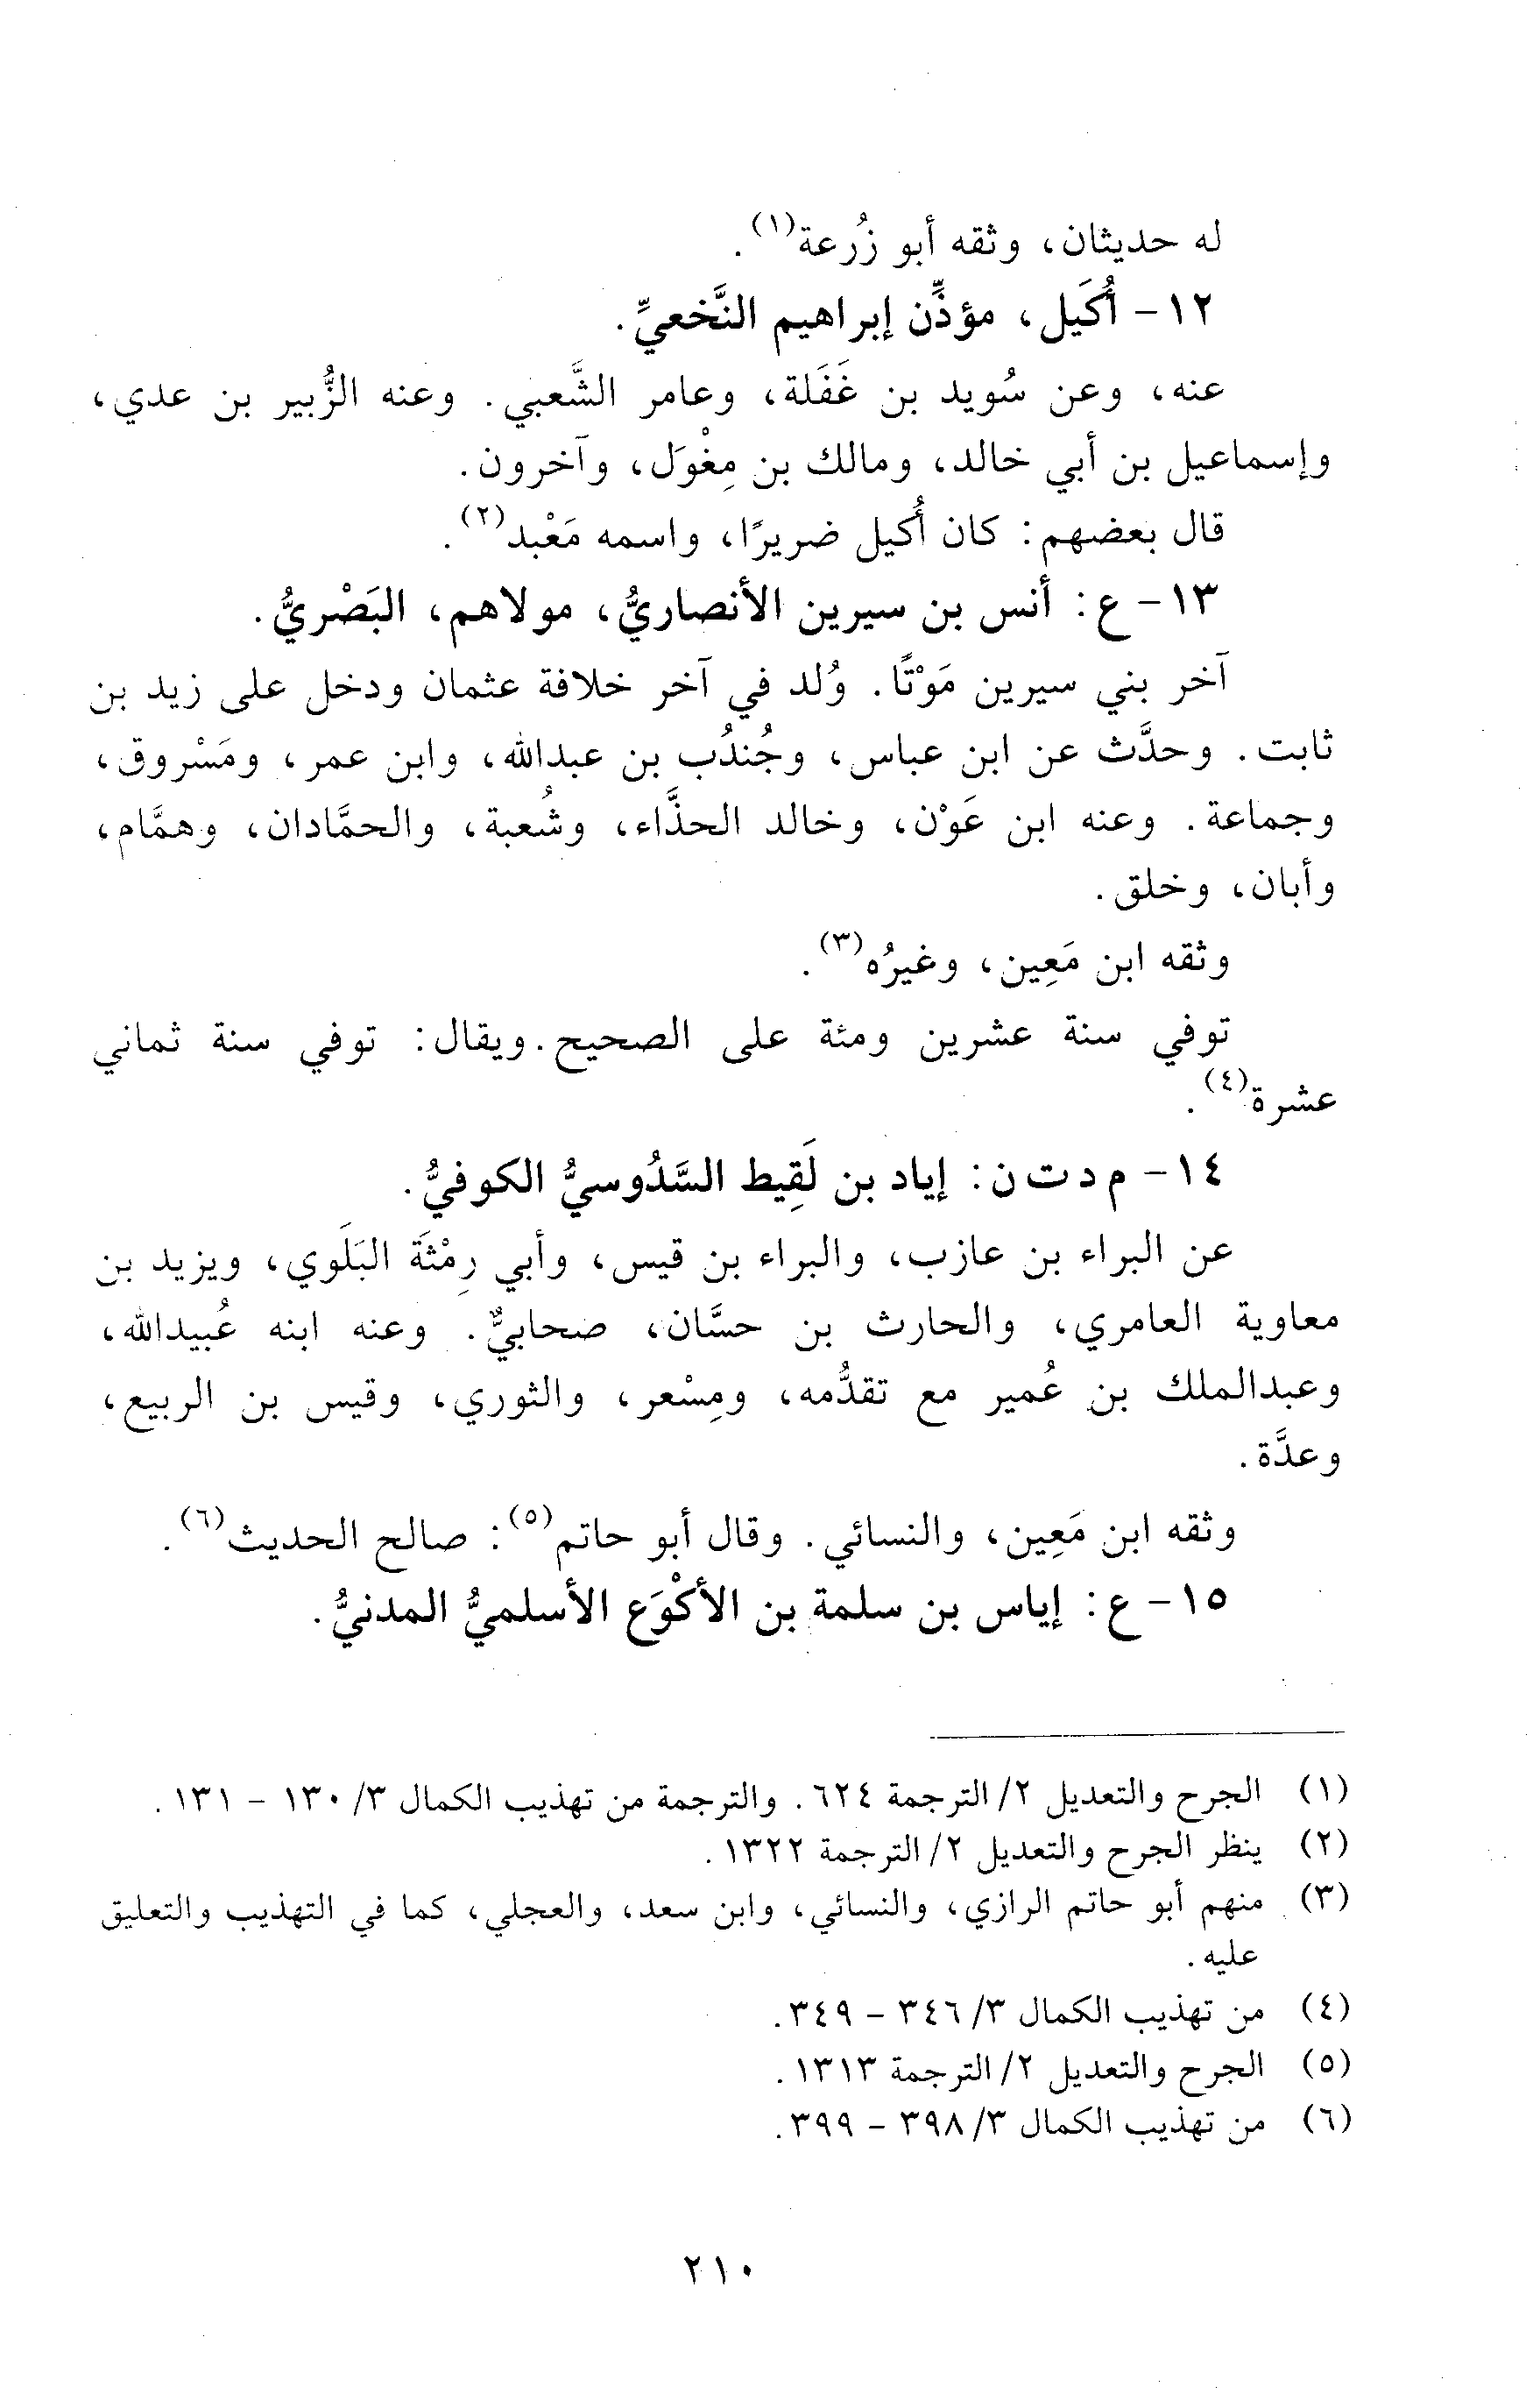 له حديثان، وثقه أبو زُرعة(١).
١٢- أُكَيل، مؤذِّن إبراهيم النَّخعيِّ.
عنه، وعن سُويد بن غَفَلة، وعامر الشَّعبي. وعنه الزُّبير بن عدي،
وإسماعيل بن أبي خالد، ومالك بن مِغْوَل، وآخرون.
قال بعضهم: كان أُكيل ضريرًا، واسمه مَعْبد(٢).
١٣- ع: أنس بن سيرين الأنصاريُّ، مولاهم، البَصْريُّ.
آخر بني سيرين مَوْتًا. وُلد في آخر خلافة عثمان ودخل على زيد بن
ثابت. وحدَّث عن ابن عباس، وجُندُب بن عبدالله، وابن عمر، ومَسْروق،
وجماعة. وعنه ابن عَوْن، وخالد الحذَّاء، وشُعبة، والحمَّادان، وهمَّام،
وأبان، وخلق.
وثقه ابن مَعِين، وغيرُه(٣).
توفي سنة عشرين ومئة على الصحيح. ويقال: توفي سنة ثماني
عشرة(٤).
١٤- م د ت ن: إياد بن لَقِيط السَّدُوسيُّ الكوفيُّ.
عن البراء بن عازب، والبراء بن قيس، وأبي رِمْثَة البَلَوي، ويزيد بن
معاوية العامري، والحارث بن حسَّان، صحابيٌّ. وعنه ابنه عُبيدالله،
وعبدالملك بن عُمير مع تقدُّمه، ومِسْعر، والثوري، وقيس بن الربيع،
وعدَّة.
وثقه ابن مَعِين، والنسائي. وقال أبو حاتم(٥): صالح الحديث(٦).
١٥- ع: إياس بن سلمة بن الأكْوَع الأسلميُّ المدنيُّ.
(١) الجرح والتعديل ٢/ الترجمة ٦٢٤. والترجمة من تهذيب الكمال ٣/ ١٣٠ - ١٣١.
(٢) ينظر الجرح والتعديل ٢/ الترجمة ١٣٢٢.
(٣) منهم أبو حاتم الرازي، والنسائي، وابن سعد، والعجلي، كما في التهذيب والتعليق
عليه.
(٤) من تهذيب الكمال ٣/ ٣٤٦ - ٣٤٩.
(٥) الجرح والتعديل ٢/ الترجمة ١٣١٣.
(٦) من تهذيب الكمال ٣/ ٣٩٨ - ٣٩٩.
٢١٠